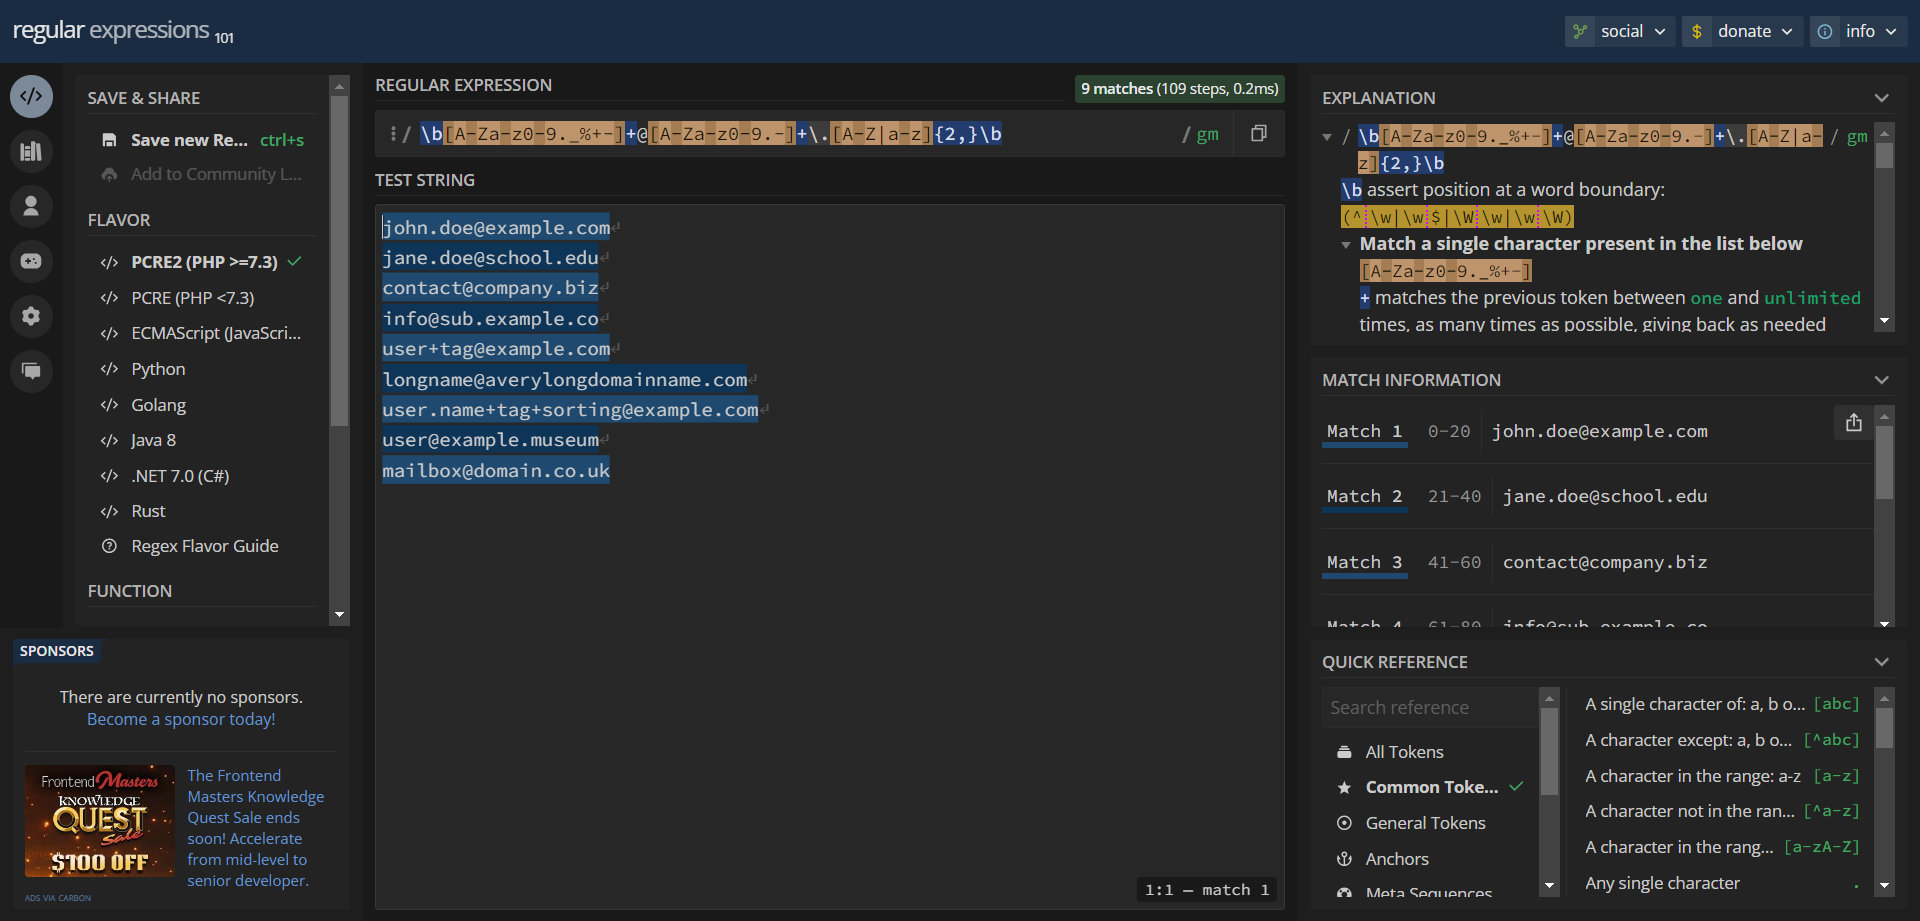 regular expressions 101
social
donate
info
SAVE & SHARE
Save new Re... ctrl+s
Add to Community L...
FLAVOR
PCRE2 (PHP >=7.3)
PCRE (PHP <7.3)
ECMAScript (JavaScri...
Python
Golang
Java 8
.NET 7.0 (C#)
Rust
Regex Flavor Guide
FUNCTION
SPONSORS
There are currently no sponsors.
Become a sponsor today!
Frontend Masters
KNOWLEDGE
QUEST
Sale
$100 OFF
The Frontend
Masters Knowledge
Quest Sale ends
soon! Accelerate
from mid-level to
senior developer.
ADS VIA CARBON
REGULAR EXPRESSION
9 matches (109 steps, 0.2ms)
/ \b[A-Za-z0-9._%+-]+@[A-Za-z0-9.-]+\.[A-Z|a-z]{2,}\b / gm
TEST STRING
john.doe@example.com
jane.doe@school.edu
contact@company.biz
info@sub.example.co
user+tag@example.com
longname@averylongdomainname.com
user.name+tag+sorting@example.com
user@example.museum
mailbox@domain.co.uk
1:1 — match 1
EXPLANATION
/ \b[A-Za-z0-9._%+-]+@[A-Za-z0-9.-]+\.[A-Z|a- / gm
z]{2,}\b
\b assert position at a word boundary:
(^\w|\w$|\W\w|\w\W)
Match a single character present in the list below
[A-Za-z0-9._%+-]
+ matches the previous token between one and unlimited
times, as many times as possible, giving back as needed
MATCH INFORMATION
Match 1 0-20 john.doe@example.com
Match 2 21-40 jane.doe@school.edu
Match 3 41-60 contact@company.biz
Match 4 61-80 info@sub.example.co
QUICK REFERENCE
Search reference
All Tokens
Common Toke...
General Tokens
Anchors
Meta Sequences
A single character of: a, b o... [abc]
A character except: a, b o... [^abc]
A character in the range: a-z [a-z]
A character not in the ran... [^a-z]
A character in the rang... [a-zA-Z]
Any single character .